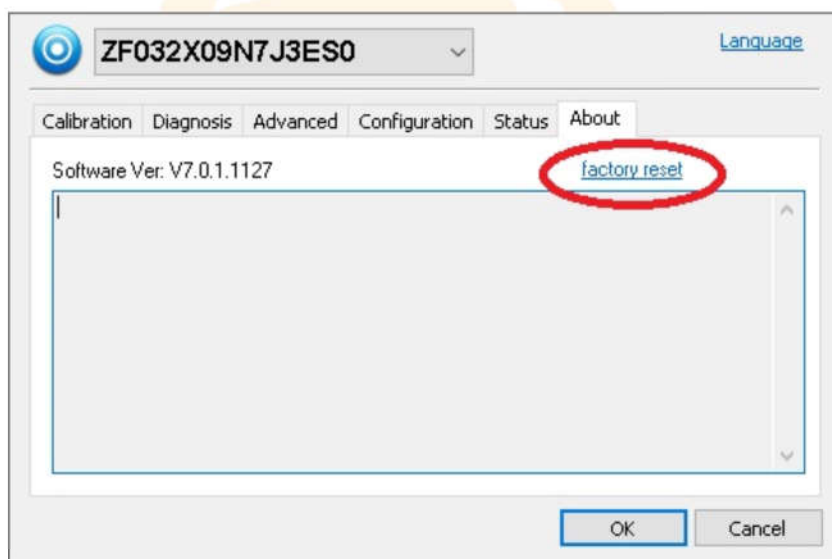 ZF032X09N7J3ES0
Language
Calibration Diagnosis Advanced Configuration Status About
Software Ver: V7.0.1.1127 factory reset
OK Cancel